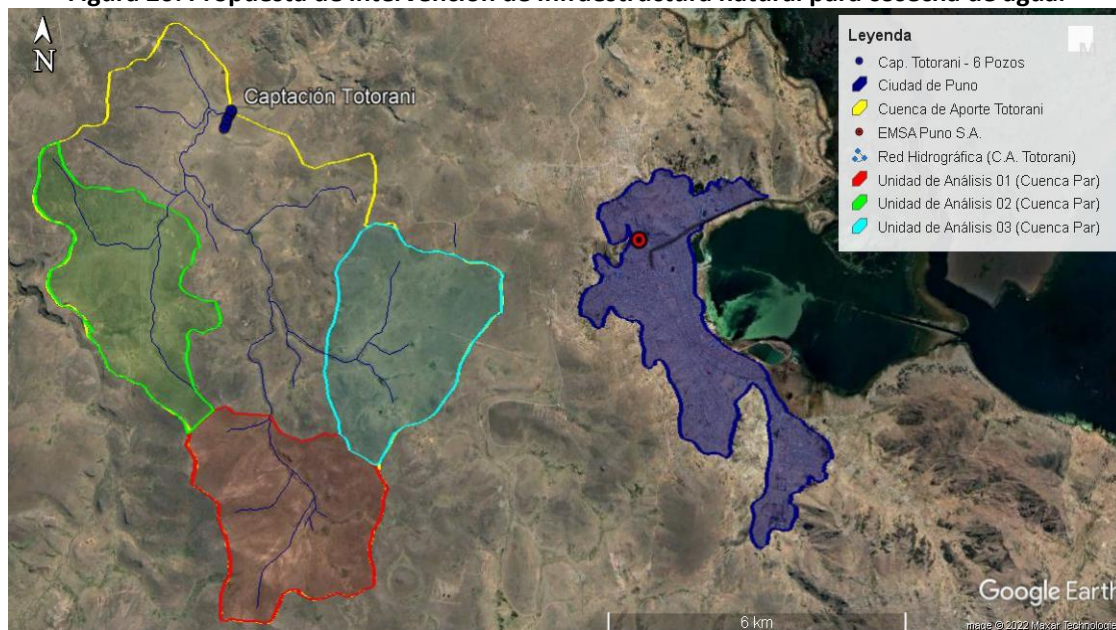 Figura 10. Propuesta de intervención de infraestructura natural para cosecha de agua.
N
Captación Totorani
Leyenda
Cap. Totorani - 6 Pozos
Ciudad de Puno
Cuenca de Aporte Totorani
EMSA Puno S.A.
Red Hidrográfica (C.A. Totorani)
Unidad de Análisis 01 (Cuenca Par)
Unidad de Análisis 02 (Cuenca Par)
Unidad de Análisis 03 (Cuenca Par)
Google Earth
6 km
Image © 2022 Maxar Technologie